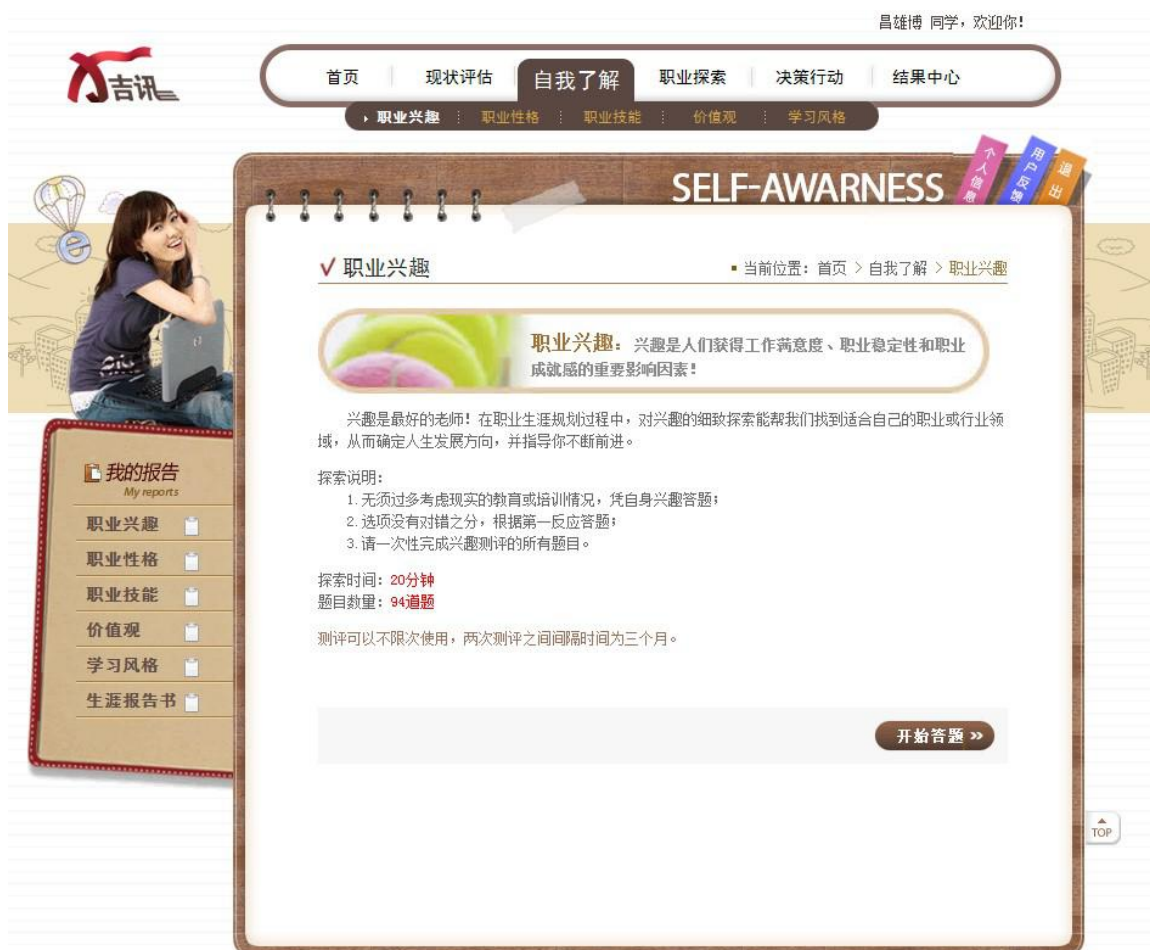 昌雄博 同学，欢迎你！
吉讯
首页 现状评估 自我了解 职业探索 决策行动 结果中心
职业兴趣 职业性格 职业技能 价值观 学习风格
个人信息
用户反馈
退出
SELF-AWARNESS
职业兴趣
当前位置：首页 > 自我了解 > 职业兴趣
职业兴趣：兴趣是人们获得工作满意度、职业稳定性和职业
成就感的重要影响因素！
兴趣是最好的老师！在职业生涯规划过程中，对兴趣的细致探索能帮我们找到适合自己的职业或行业领
域，从而确定人生发展方向，并指导你不断前进。
探索说明：
1.无须过多考虑现实的教育或培训情况，凭自身兴趣答题；
2.选项没有对错之分，根据第一反应答题；
3.请一次性完成兴趣测评的所有题目。
探索时间：20分钟
题目数量：94道题
测评可以不限次使用，两次测评之间间隔时间为三个月。
开始答题 »
我的报告
My reports
职业兴趣
职业性格
职业技能
价值观
学习风格
生涯报告书
TOP